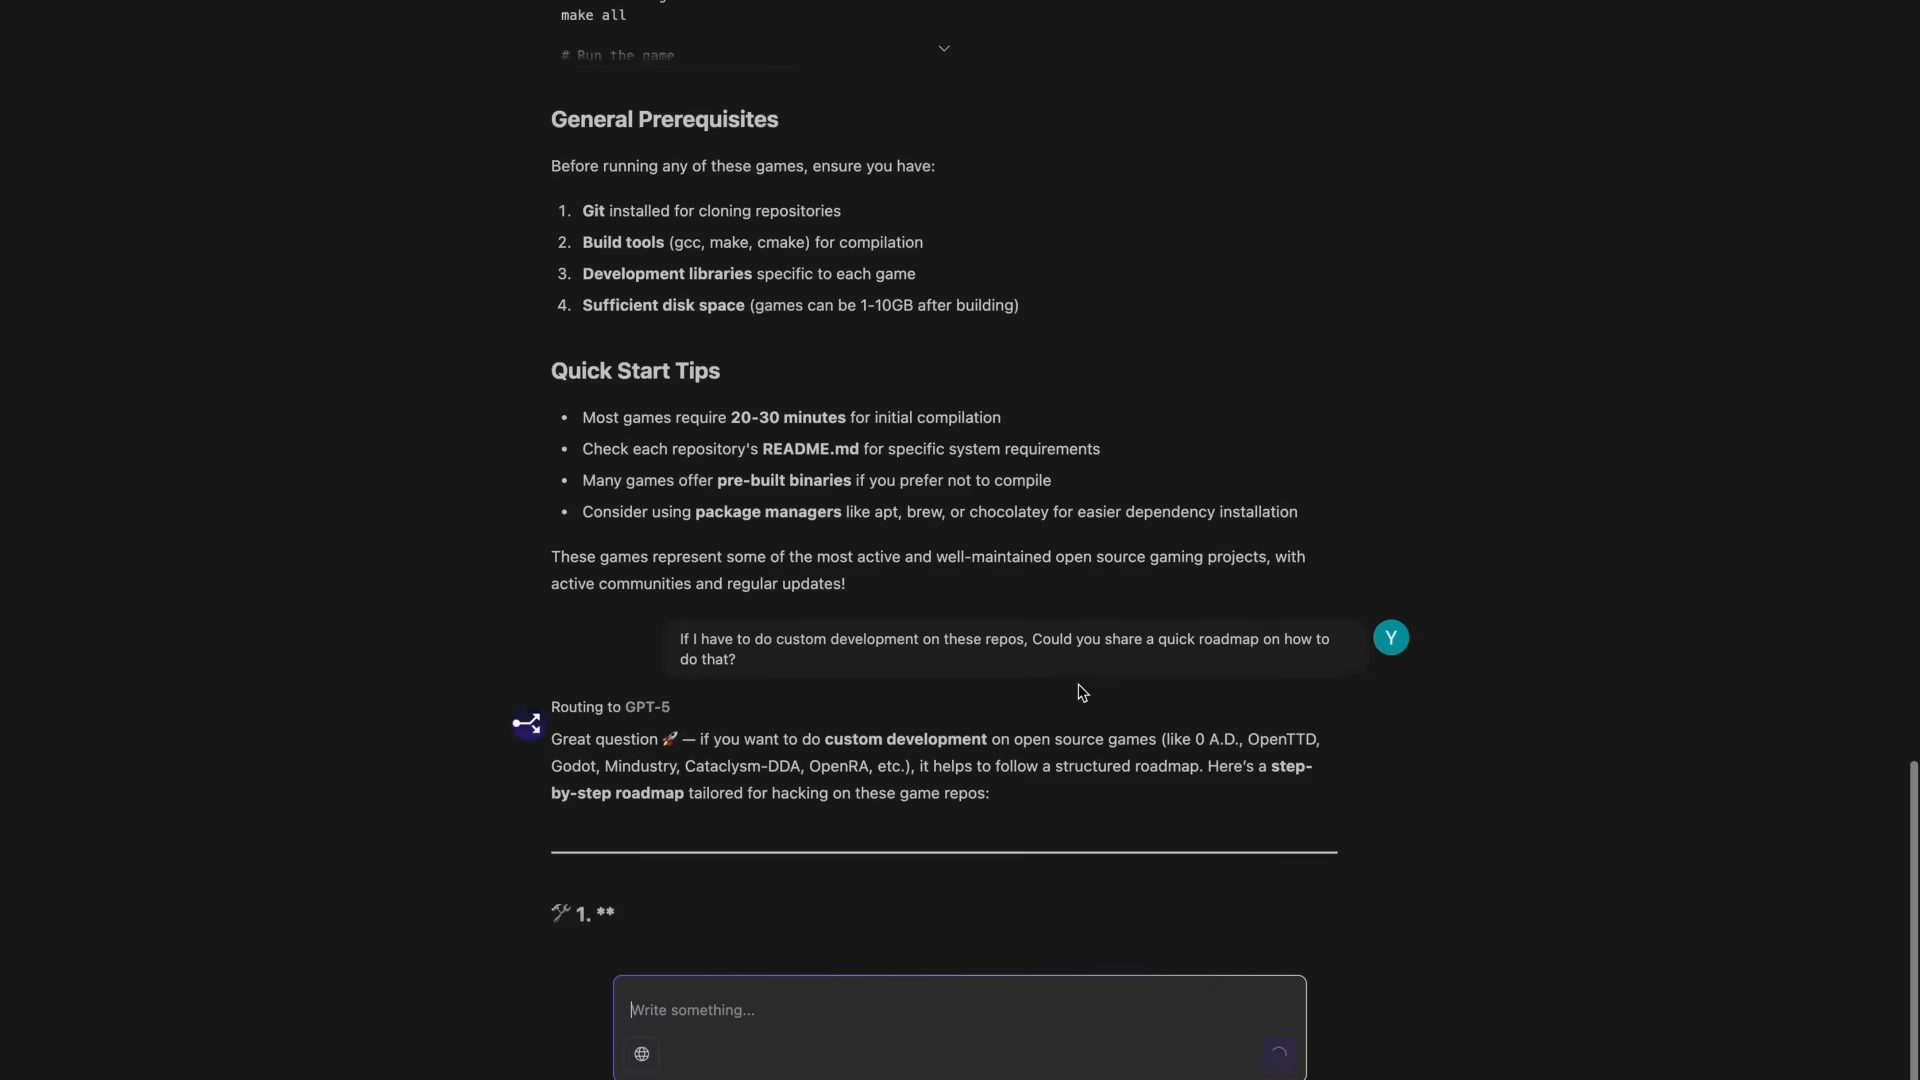 make all
# Run the game
General Prerequisites
Before running any of these games, ensure you have:
1. Git installed for cloning repositories
2. Build tools (gcc, make, cmake) for compilation
3. Development libraries specific to each game
4. Sufficient disk space (games can be 1-10GB after building)
Quick Start Tips
• Most games require 20-30 minutes for initial compilation
• Check each repository's README.md for specific system requirements
• Many games offer pre-built binaries if you prefer not to compile
• Consider using package managers like apt, brew, or chocolatey for easier dependency installation
These games represent some of the most active and well-maintained open source gaming projects, with
active communities and regular updates!
If I have to do custom development on these repos, Could you share a quick roadmap on how to
do that?
Y
Routing to GPT-5
Great question 🚀 — if you want to do custom development on open source games (like 0 A.D., OpenTTD,
Godot, Mindustry, Cataclysm-DDA, OpenRA, etc.), it helps to follow a structured roadmap. Here’s a step-
by-step roadmap tailored for hacking on these game repos:
🛠 1. **
Write something...